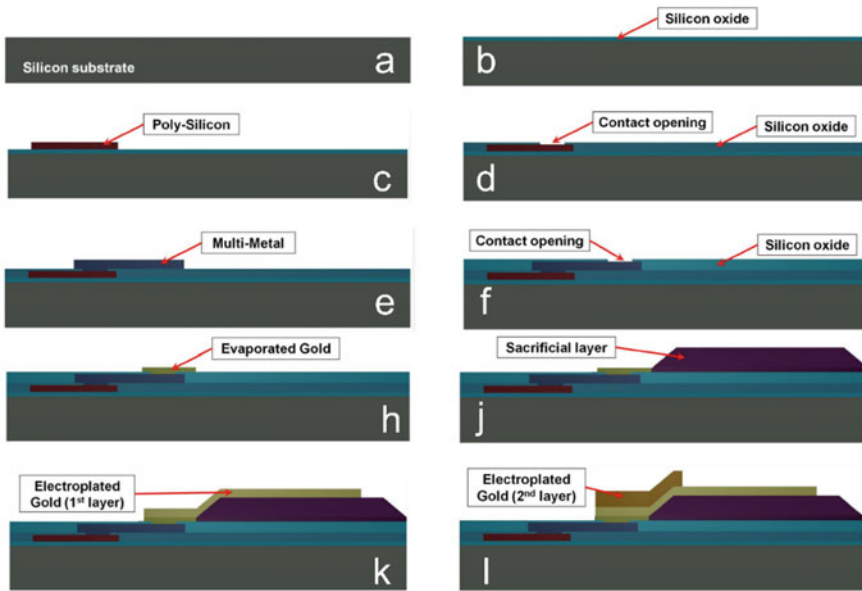 Silicon substrate
a
Silicon oxide
b
Poly-Silicon
c
Contact opening
Silicon oxide
d
Multi-Metal
e
Contact opening
Silicon oxide
f
Evaporated Gold
h
Sacrificial layer
j
Electroplated
Gold (1st layer)
k
Electroplated
Gold (2nd layer)
l